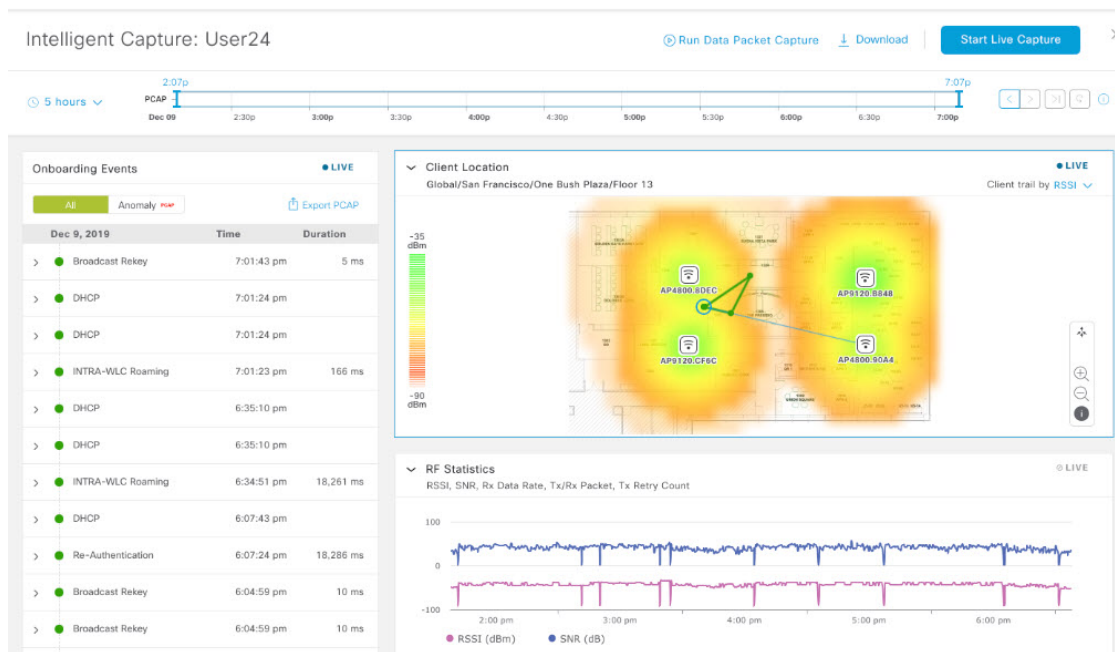 Intelligent Capture: User24
Run Data Packet Capture
Download
Start Live Capture
5 hours
2:07p
7:07p
PCAP
Dec 09 2:30p 3:00p 3:30p 4:00p 4:30p 5:00p 5:30p 6:00p 6:30p 7:00p
Onboarding Events
LIVE
All
Anomaly PCAP
Export PCAP
Dec 9, 2019 Time Duration
Broadcast Rekey 7:01:43 pm 5 ms
DHCP 7:01:24 pm
DHCP 7:01:24 pm
INTRA-WLC Roaming 7:01:23 pm 166 ms
DHCP 6:35:10 pm
DHCP 6:35:10 pm
INTRA-WLC Roaming 6:34:51 pm 18,261 ms
DHCP 6:07:43 pm
Re-Authentication 6:07:24 pm 18,286 ms
Broadcast Rekey 6:04:59 pm 10 ms
Broadcast Rekey 6:04:59 pm 10 ms
Client Location
LIVE
Global/San Francisco/One Bush Plaza/Floor 13
Client trail by RSSI
-35
dBm
-90
dBm
AP4800.8DEC
AP9120.B848
AP9120.CF6C
AP4800.90A4
RF Statistics
LIVE
RSSI, SNR, Rx Data Rate, Tx/Rx Packet, Tx Retry Count
100
0
-100
2:00 pm 3:00 pm 4:00 pm 5:00 pm 6:00 pm
RSSI (dBm) SNR (dB)